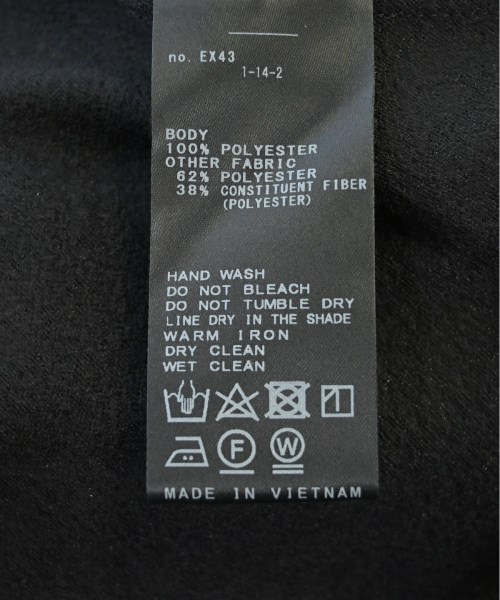 no. EX43
1-14-2
BODY
100% POLYESTER
OTHER FABRIC
62% POLYESTER
38% CONSTITUENT FIBER
(POLYESTER)
HAND WASH
DO NOT BLEACH
DO NOT TUMBLE DRY
LINE DRY IN THE SHADE
WARM IRON
DRY CLEAN
WET CLEAN
F W
MADE IN VIETNAM